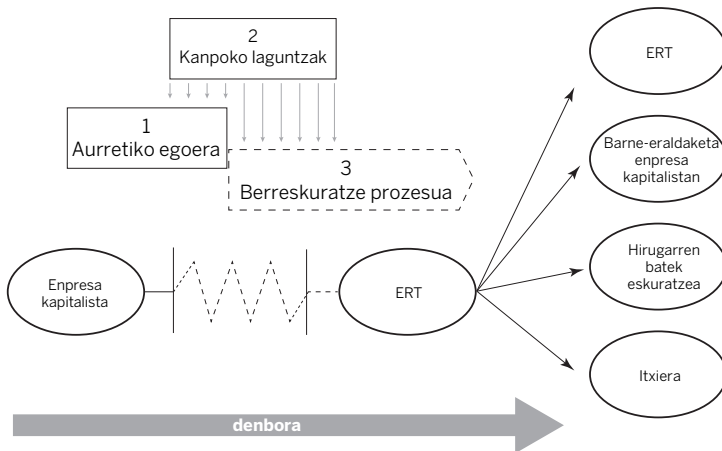 2
Kanpoko laguntzak
1
Aurretiko egoera
3
Berreskuratze prozesua
Enpresa
kapitalista
ERT
ERT
Barne-eraldaketa
enpresa
kapitalistan
Hirugarren
batek
eskuratzea
Itxiera
denbora